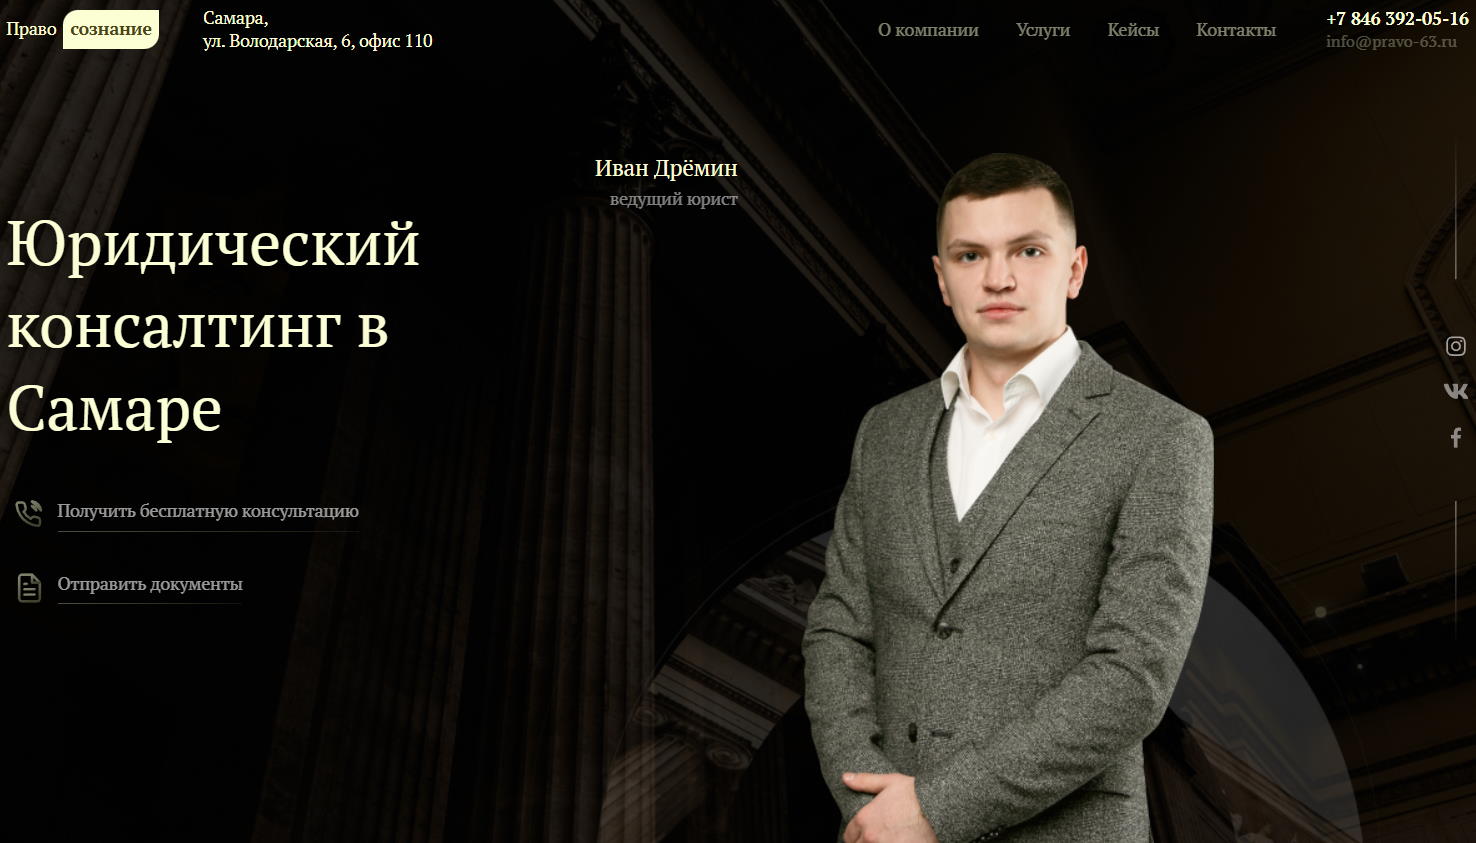 Право сознание
Самара,
ул. Володарская, 6, офис 110
О компании
Услуги
Кейсы
Контакты
+7 846 392-05-16
info@pravo-63.ru
Иван Дрёмин
ведущий юрист
Юридический
консалтинг в
Самаре
Получить бесплатную консультацию
Отправить документы